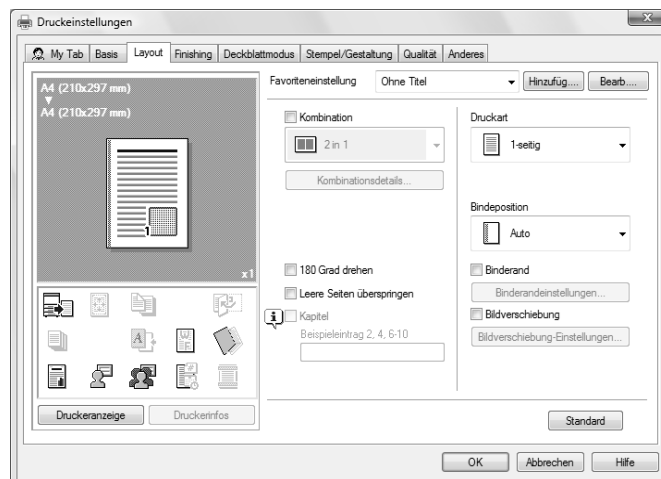 Druckeinstellungen
My Tab Basis Layout Finishing Deckblattmodus Stempel/Gestaltung Qualität Anderes
A4 (210x297 mm)
A4 (210x297 mm)
1
x1
Druckeranzeige Druckerinfos
Favoriteneinstellung Ohne Titel Hinzufüg.... Bearb....
Kombination
2 in 1
Kombinationsdetails...
180 Grad drehen
Leere Seiten überspringen
Kapitel
Beispieleintrag 2, 4, 6-10
Druckart
1-seitig
Bindeposition
Auto
Binderand
Binderandeinstellungen...
Bildverschiebung
Bildverschiebung-Einstellungen...
Standard
OK Abbrechen Hilfe